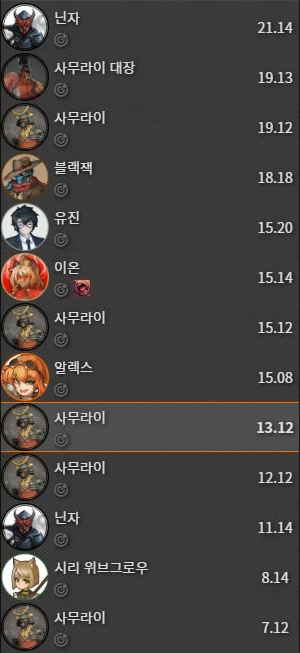 닌자
21.14
사무라이 대장
19.13
사무라이
19.12
블랙잭
18.18
유진
15.20
이온
15.14
사무라이
15.12
알렉스
15.08
사무라이
13.12
사무라이
12.12
닌자
11.14
시리 위브그로우
8.14
사무라이
7.12